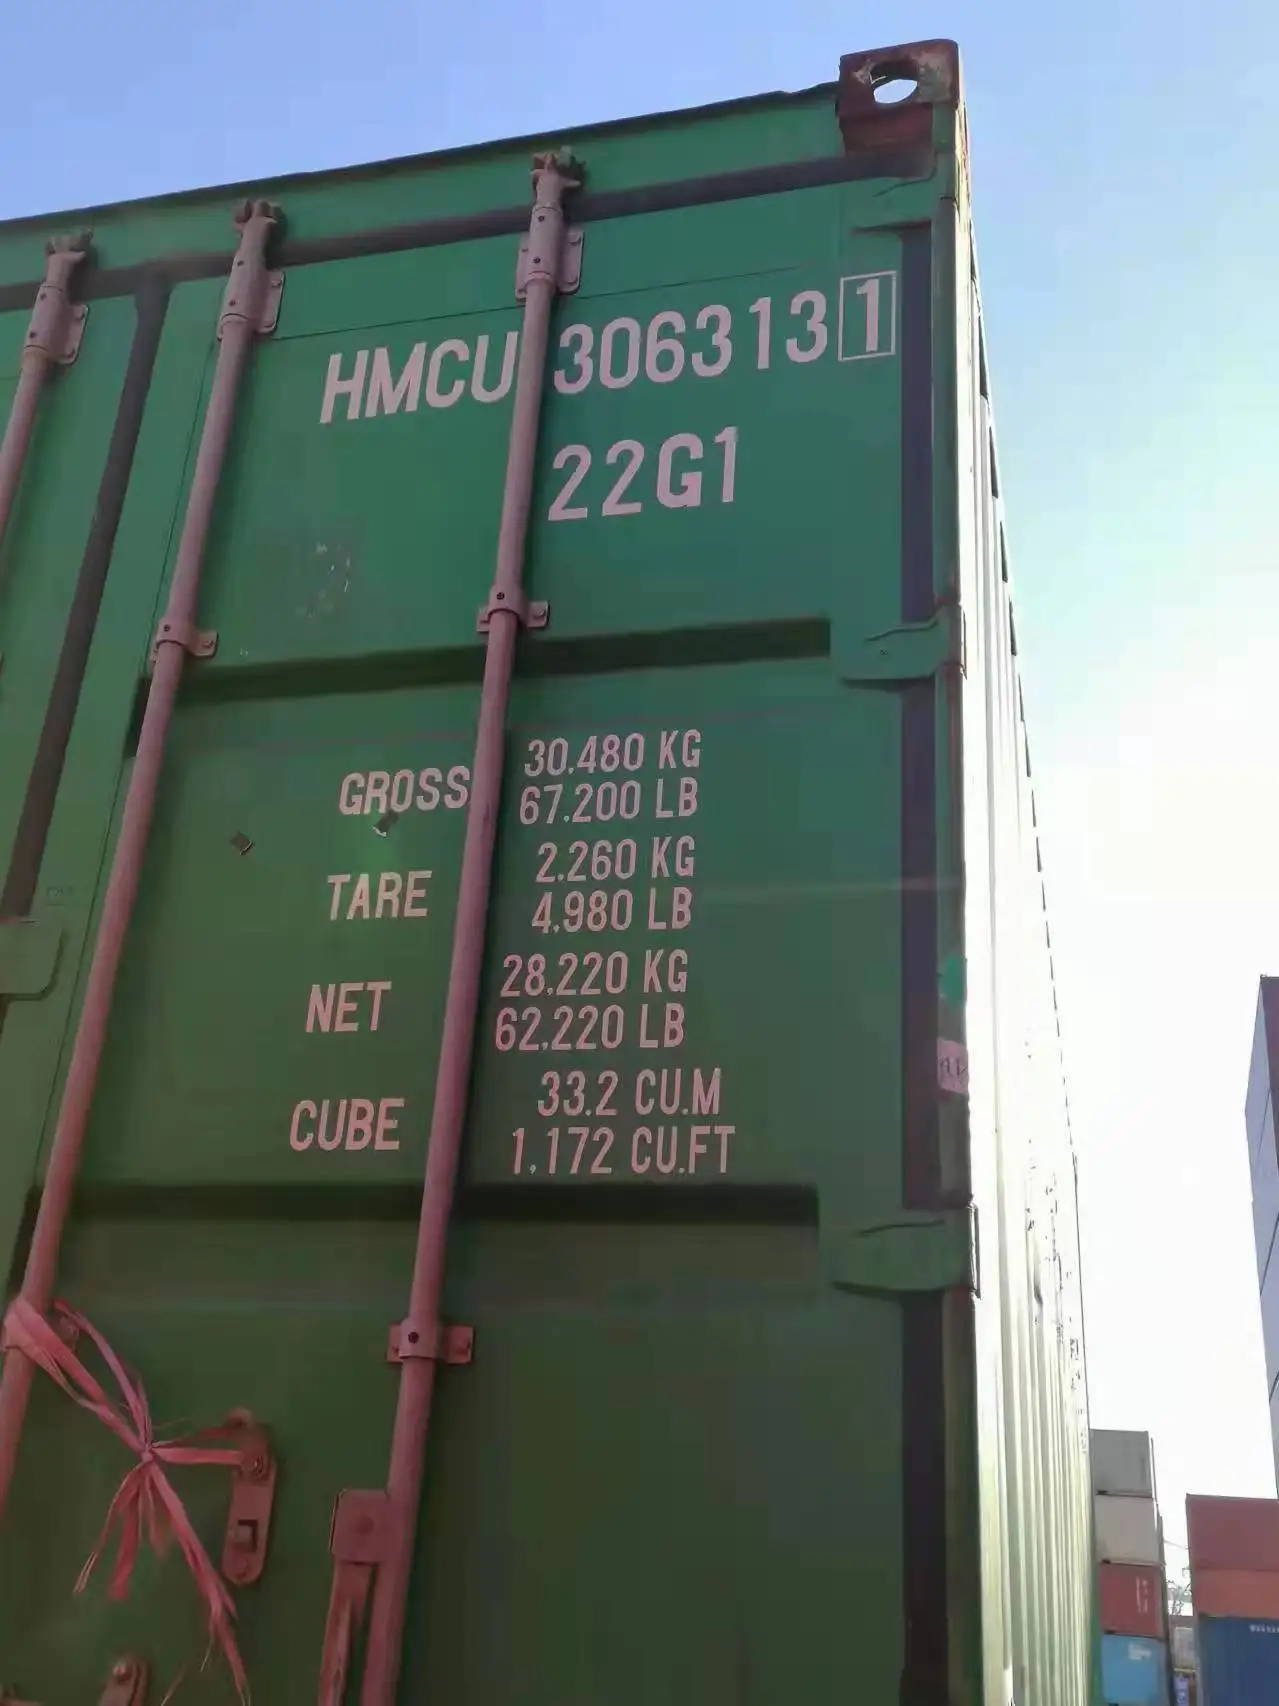 HMCU 306313 1
22G1
GROSS 30.480 KG
67.200 LB
TARE 2.260 KG
4.980 LB
NET 28.220 KG
62.220 LB
CUBE 33.2 CU.M
1.172 CU.FT